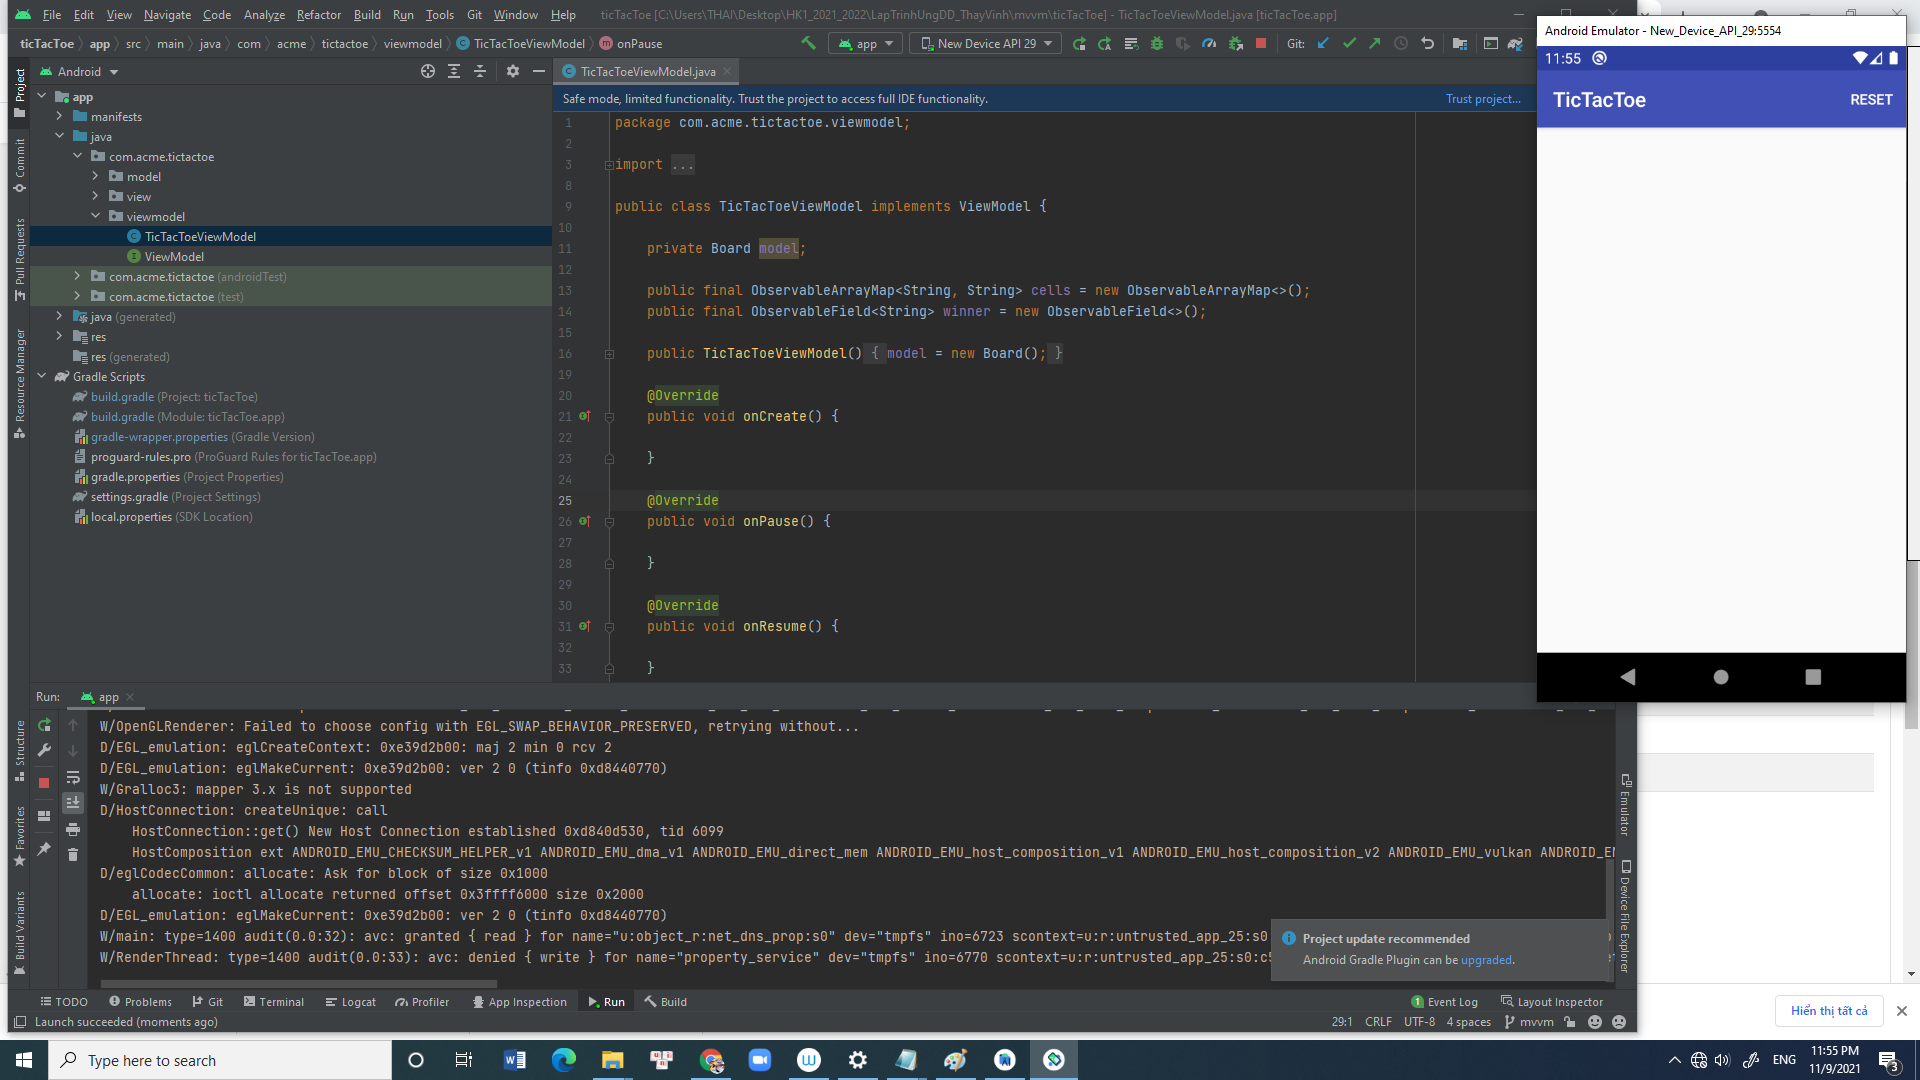 File Edit View Navigate Code Analyze Refactor Build Run Tools Git Window Help ticTacToe [C:\Users\THAI\Desktop\HK1_2021_2022\LapTrinhUngDD_ThayVinh\mvvm\ticTacToe] - TicTacToeViewModel.java [ticTacToe.app]
ticTacToe app src main java com acme tictactoe viewmodel TicTacToeViewModel onPause app New Device API 29 Git:
Android
TicTacToeViewModel.java
Safe mode, limited functionality. Trust the project to access full IDE functionality. Trust project...
Project
Commit
Pull Requests
Resource Manager
Structure
Favorites
Build Variants
app
manifests
java
com.acme.tictactoe
model
view
viewmodel
TicTacToeViewModel
ViewModel
com.acme.tictactoe (androidTest)
com.acme.tictactoe (test)
java (generated)
res
res (generated)
Gradle Scripts
build.gradle (Project: ticTacToe)
build.gradle (Module: ticTacToe.app)
gradle-wrapper.properties (Gradle Version)
proguard-rules.pro (ProGuard Rules for ticTacToe.app)
gradle.properties (Project Properties)
settings.gradle (Project Settings)
local.properties (SDK Location)
1 package com.acme.tictactoe.viewmodel;
2
3 import ...
8
9 public class TicTacToeViewModel implements ViewModel {
10
11 private Board model;
12
13 public final ObservableArrayMap<String, String> cells = new ObservableArrayMap<>();
14 public final ObservableField<String> winner = new ObservableField<>();
15
16 public TicTacToeViewModel() { model = new Board(); }
19
20 @Override
21 public void onCreate() {
22
23 }
24
25 @Override
26 public void onPause() {
27
28 }
29
30 @Override
31 public void onResume() {
32
33 }
Android Emulator - New_Device_API_29:5554
11:55
TicTacToe RESET
Run: app
W/OpenGLRenderer: Failed to choose config with EGL_SWAP_BEHAVIOR_PRESERVED, retrying without...
D/EGL_emulation: eglCreateContext: 0xe39d2b00: maj 2 min 0 rcv 2
D/EGL_emulation: eglMakeCurrent: 0xe39d2b00: ver 2 0 (tinfo 0xd8440770)
W/Gralloc3: mapper 3.x is not supported
D/HostConnection: createUnique: call
HostConnection::get() New Host Connection established 0xd840d530, tid 6099
HostComposition ext ANDROID_EMU_CHECKSUM_HELPER_v1 ANDROID_EMU_dma_v1 ANDROID_EMU_direct_mem ANDROID_EMU_host_composition_v1 ANDROID_EMU_host_composition_v2 ANDROID_EMU_vulkan ANDROID_E
D/eglCodecCommon: allocate: Ask for block of size 0x1000
allocate: ioctl allocate returned offset 0x3ffff6000 size 0x2000
D/EGL_emulation: eglMakeCurrent: 0xe39d2b00: ver 2 0 (tinfo 0xd8440770)
W/main: type=1400 audit(0.0:32): avc: granted { read } for name="u:object_r:net_dns_prop:s0" dev="tmpfs" ino=6723 scontext=u:r:untrusted_app_25:s0
W/RenderThread: type=1400 audit(0.0:33): avc: denied { write } for name="property_service" dev="tmpfs" ino=6770 scontext=u:r:untrusted_app_25:s0:c5
Project update recommended
Android Gradle Plugin can be upgraded.
Emulator
Device File Explorer
TODO Problems Git Terminal Logcat Profiler App Inspection Run Build 1 Event Log Layout Inspector
Launch succeeded (moments ago) 29:1 CRLF UTF-8 4 spaces mvvm
Hiển thị tất cả
Type here to search
ENG
11:55 PM
11/9/2021
3